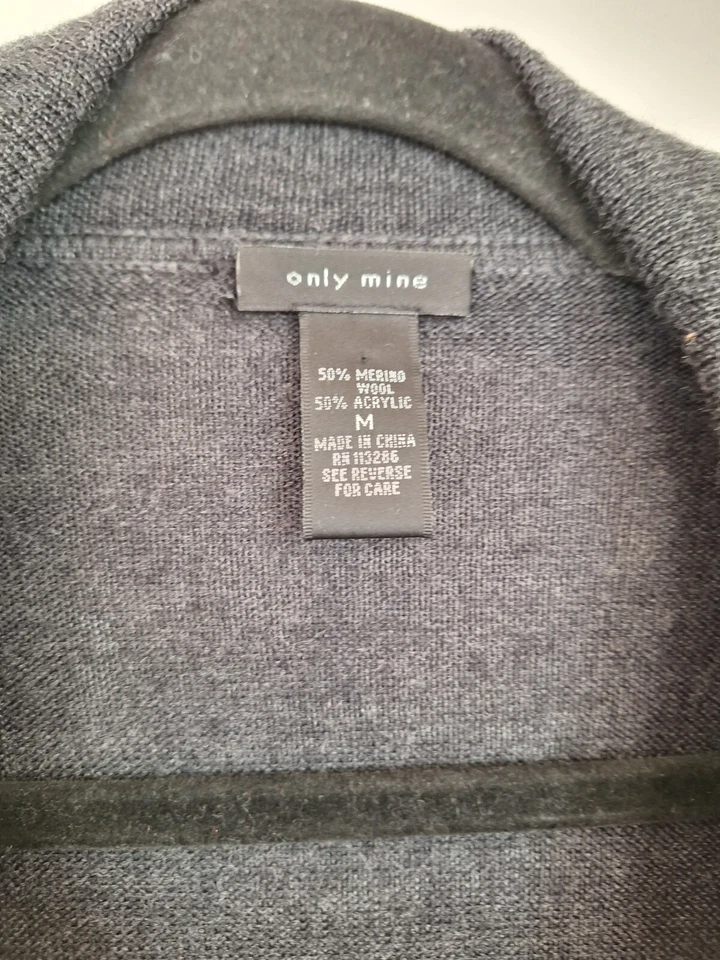 only mine
50% MERINO
WOOL
50% ACRYLIC
M
MADE IN CHINA
RN 113286
SEE REVERSE
FOR CARE